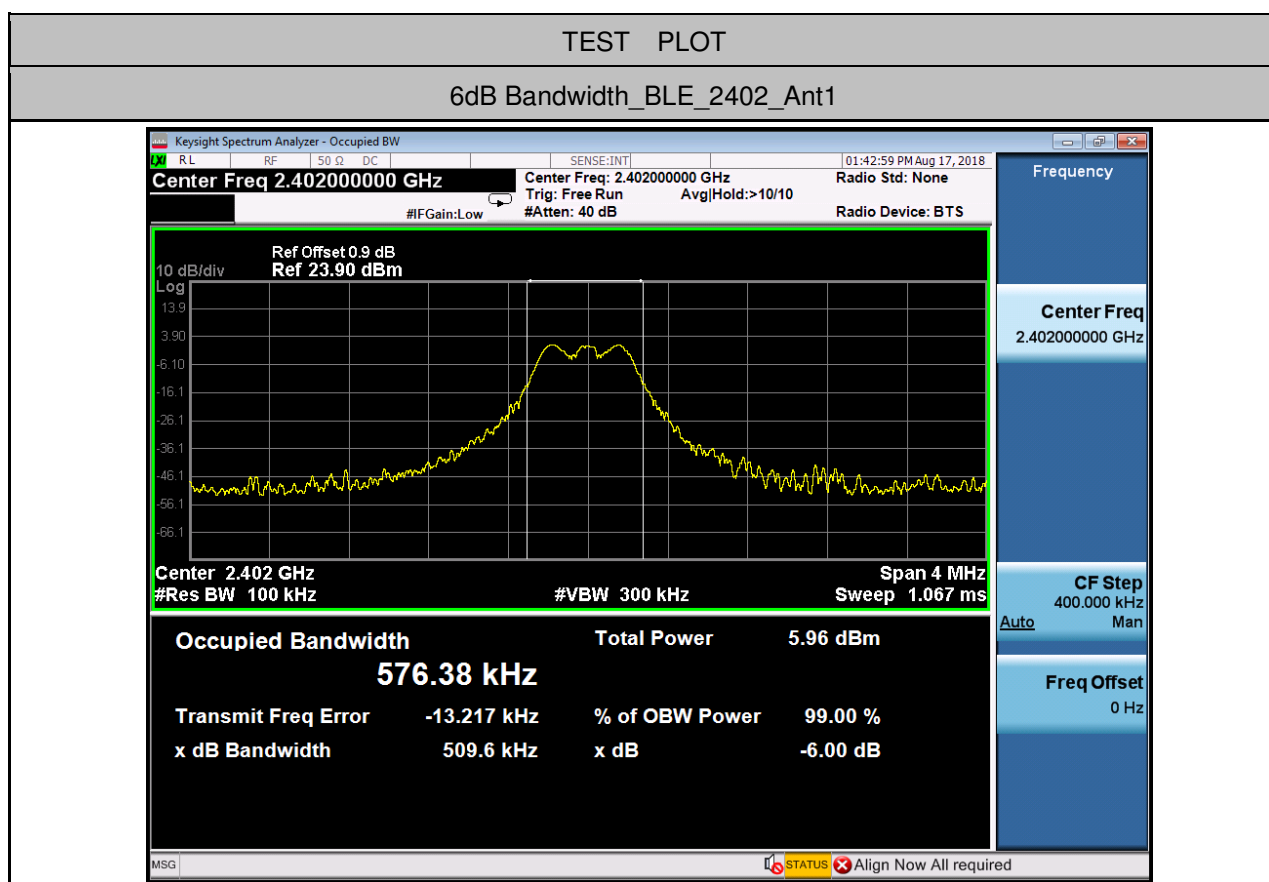 TEST PLOT
6dB Bandwidth_BLE_2402_Ant1
Keysight Spectrum Analyzer - Occupied BW
LXI RL RF 50 Ω DC SENSE:INT 01:42:59 PM Aug 17, 2018
Center Freq 2.402000000 GHz
Center Freq: 2.402000000 GHz
Radio Std: None
Trig: Free Run Avg|Hold:>10/10
#IFGain:Low #Atten: 40 dB Radio Device: BTS
Ref Offset 0.9 dB
10 dB/div Ref 23.90 dBm
Log
13.9
3.90
-6.10
-16.1
-26.1
-36.1
-46.1
-56.1
-66.1
Center 2.402 GHz Span 4 MHz
#Res BW 100 kHz #VBW 300 kHz Sweep 1.067 ms
Occupied Bandwidth Total Power 5.96 dBm
576.38 kHz
Transmit Freq Error -13.217 kHz % of OBW Power 99.00 %
x dB Bandwidth 509.6 kHz x dB -6.00 dB
Frequency
Center Freq
2.402000000 GHz
CF Step
400.000 kHz
Auto Man
Freq Offset
0 Hz
MSG STATUS Align Now All required